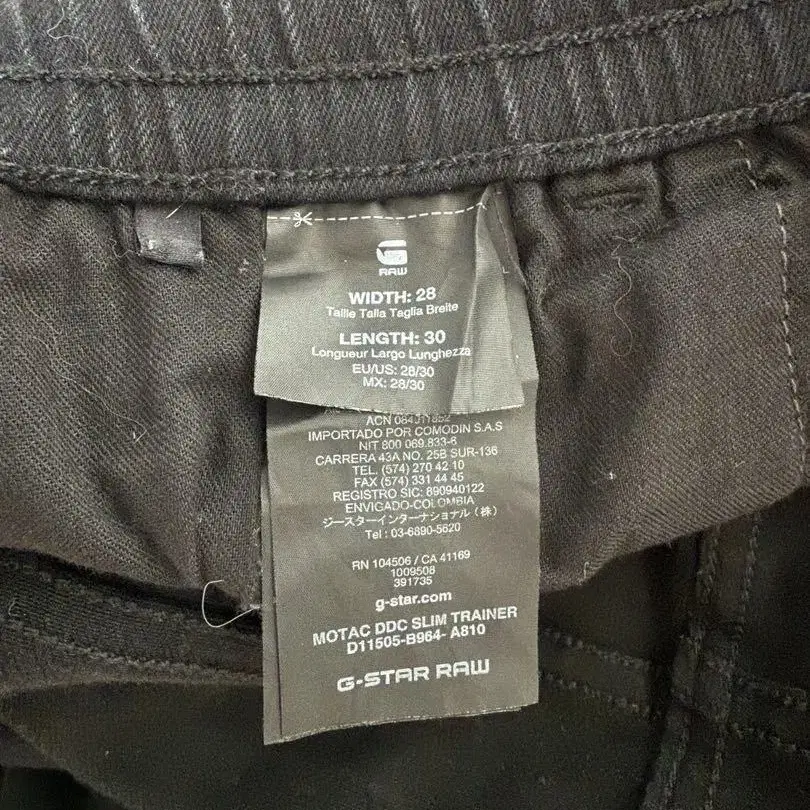 RAW
WIDTH: 28
Taille Talla Taglia Breite
LENGTH: 30
Longueur Largo Lunghezza
EU/US: 28/30
MX: 28/30
ACN 084011852
IMPORTADO POR COMODIN S.A.S
NIT 800 069.833-6
CARRERA 43A NO. 25B SUR-136
TEL. (574) 270 42 10
FAX (574) 331 44 45
REGISTRO SIC: 890940122
ENVIGADO-COLOMBIA
ジースターインターナショナル(株)
Tel : 03-6890-5620
RN 104506 / CA 41169
1009508
391735
g-star.com
MOTAC DDC SLIM TRAINER
D11505-B964- A810
G-STAR RAW